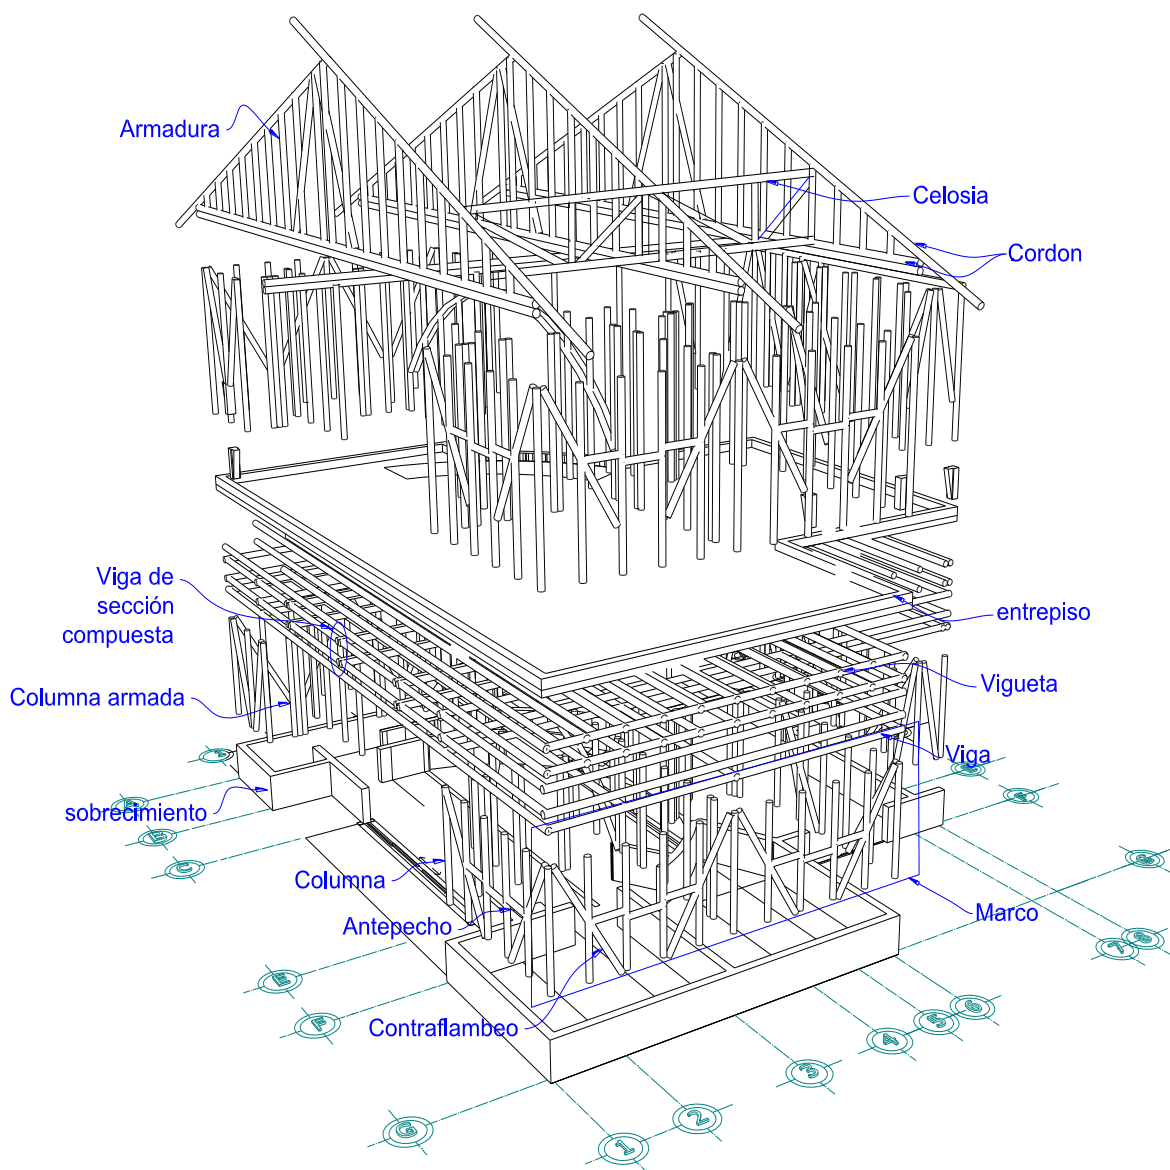 Armadura
Celosia
Cordon
Viga de
sección
compuesta
entrepiso
Columna armada
Vigueta
Viga
sobrecimiento
Columna
Antepecho
Marco
Contraflambeo
B
C
E
F
G
1
2
3
4
5
6
7
8